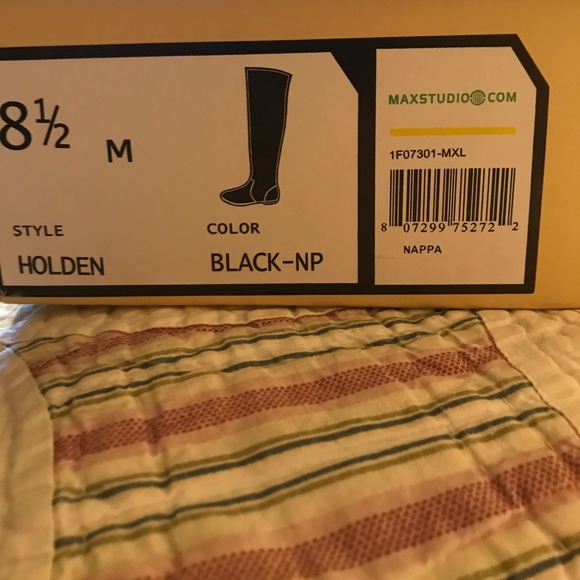 8½ M
STYLE
HOLDEN
COLOR
BLACK-NP
MAXSTUDIO COM
1F07301-MXL
8 07299 75272 2
NAPPA